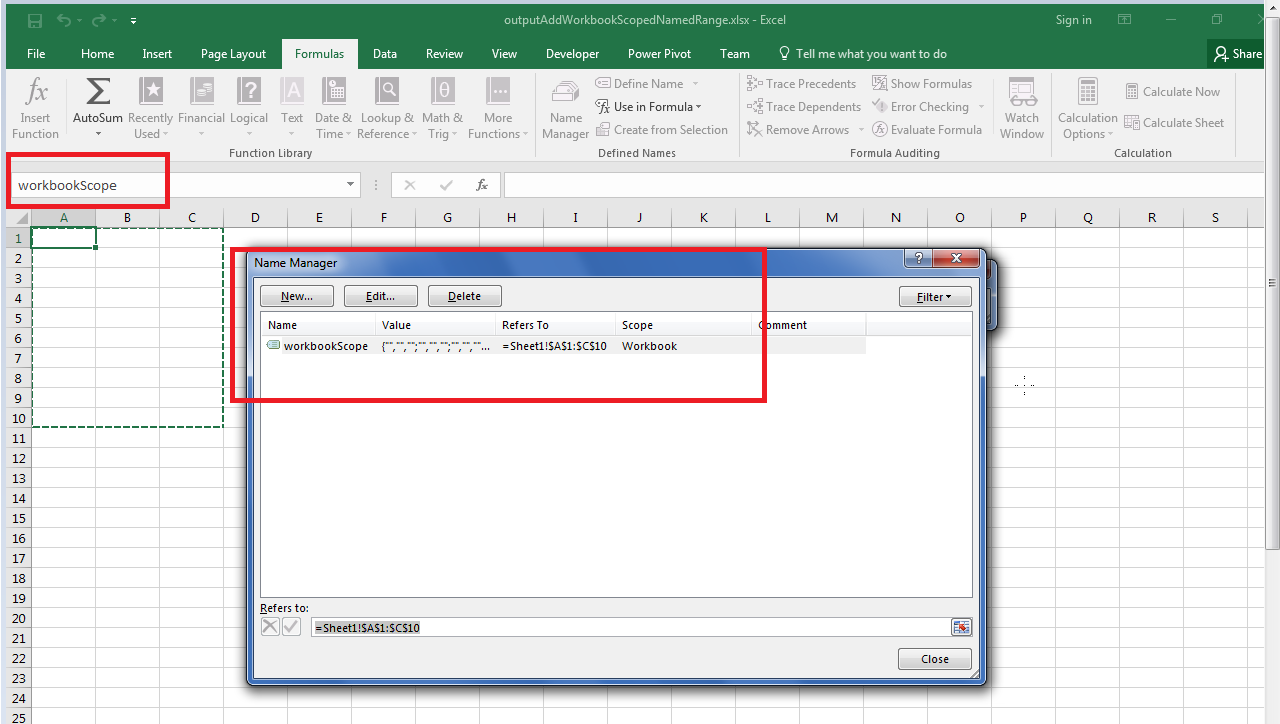 outputAddWorkbookScopedNamedRange.xlsx - Excel
Sign in
File Home Insert Page Layout Formulas Data Review View Developer Power Pivot Team Tell me what you want to do Share
fx
Insert Function
AutoSum
Recently Used
Financial
Logical
Text
Date & Time
Lookup & Reference
Math & Trig
More Functions
Function Library
Name Manager
Define Name
Use in Formula
Create from Selection
Defined Names
Trace Precedents
Trace Dependents
Remove Arrows
Show Formulas
Error Checking
Evaluate Formula
Formula Auditing
Watch Window
Calculation Options
Calculate Now
Calculate Sheet
Calculation
workbookScope
fx
A B C D E F G H I J K L M N O P Q R S
1
2
3
4
5
6
7
8
9
10
11
12
13
14
15
16
17
18
19
20
21
22
23
24
25
Name Manager
?
New... Edit... Delete Filter
Name Value Refers To Scope Comment
workbookScope {"","","";"","","";"","",""... =Sheet1!$A$1:$C$10 Workbook
Refers to:
=Sheet1!$A$1:$C$10
Close